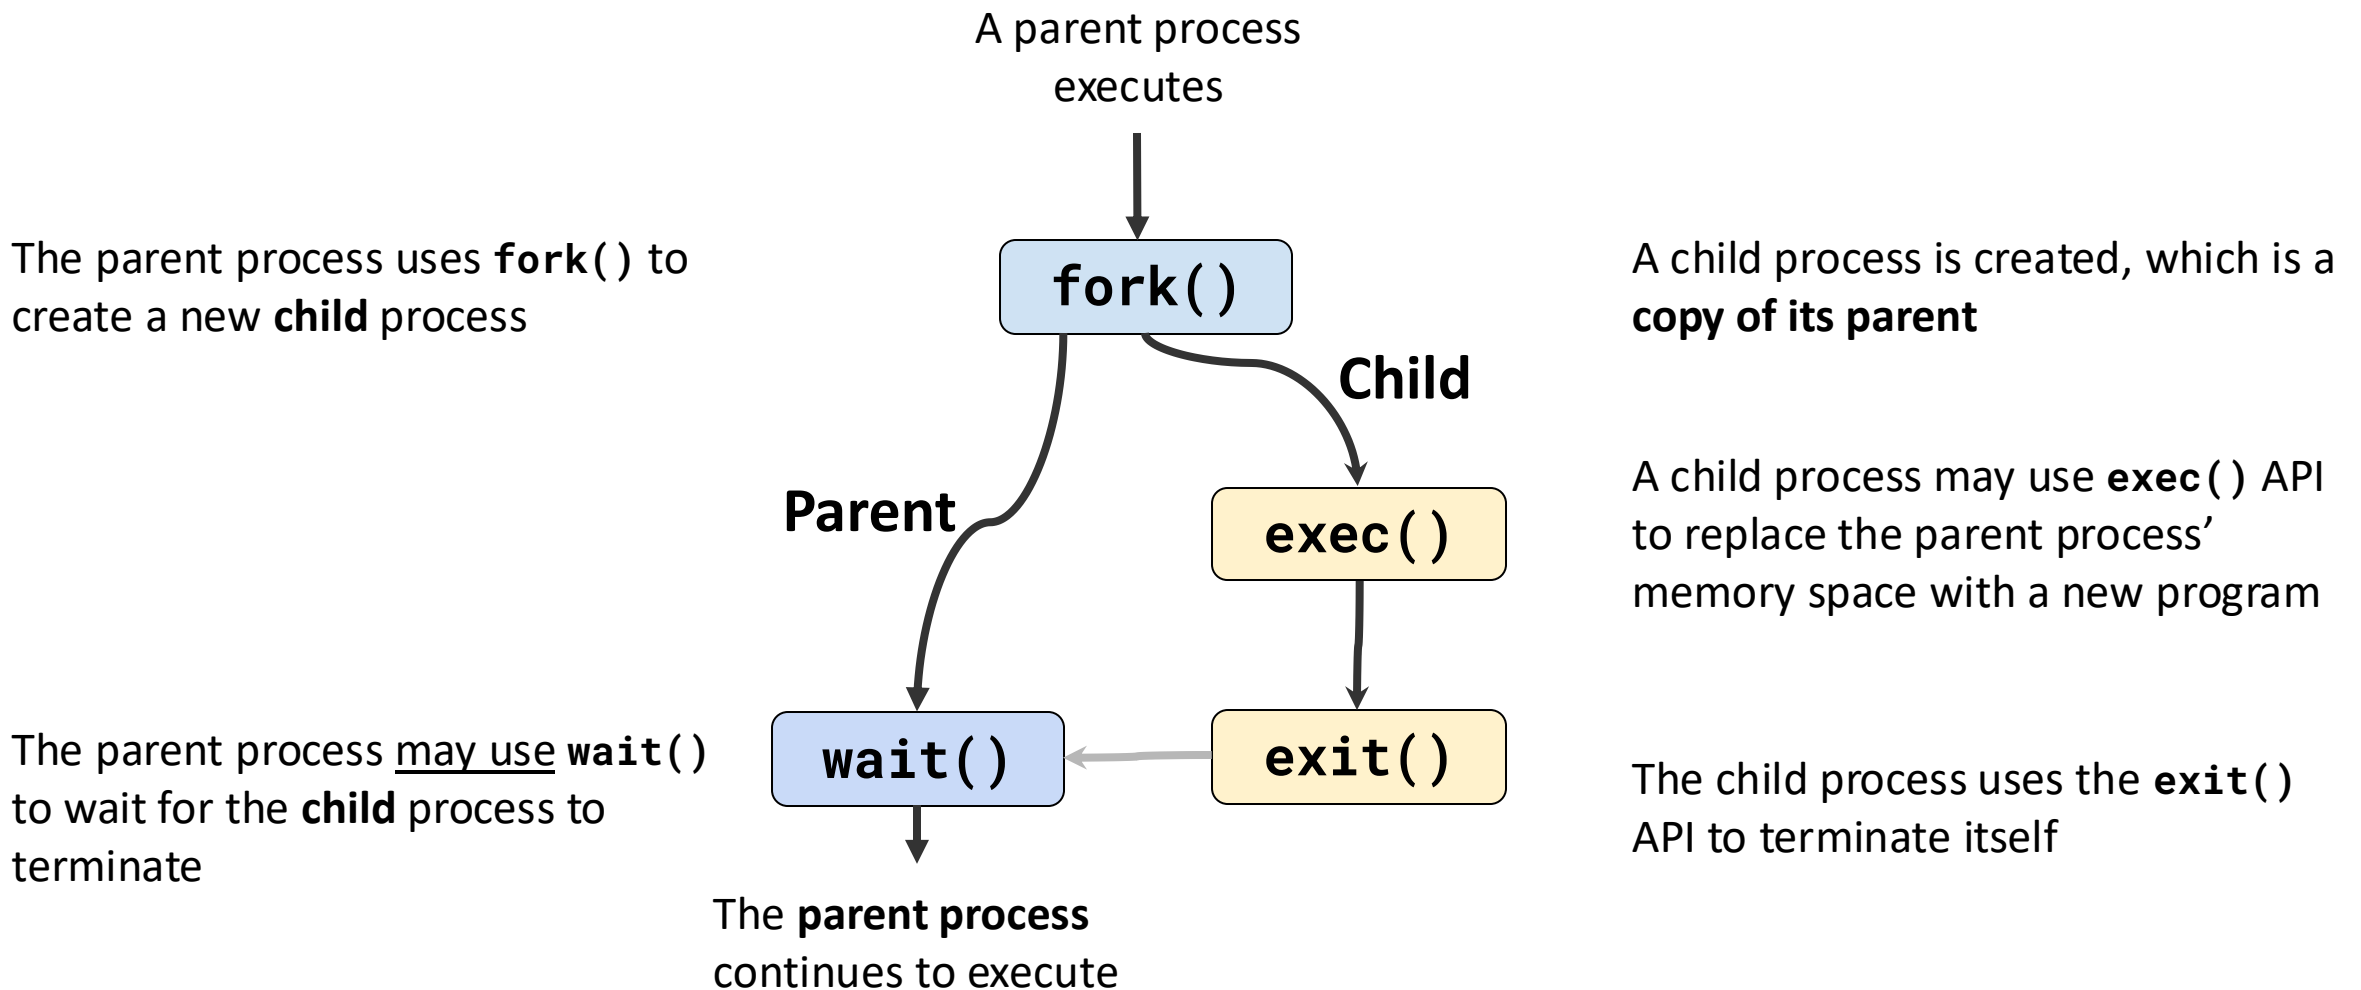 A parent process
executes
The parent process uses fork() to
create a new child process
fork()
A child process is created, which is a
copy of its parent
Child
Parent
exec()
A child process may use exec() API
to replace the parent process’
memory space with a new program
The parent process may use wait()
to wait for the child process to
terminate
wait()
exit()
The child process uses the exit()
API to terminate itself
The parent process
continues to execute